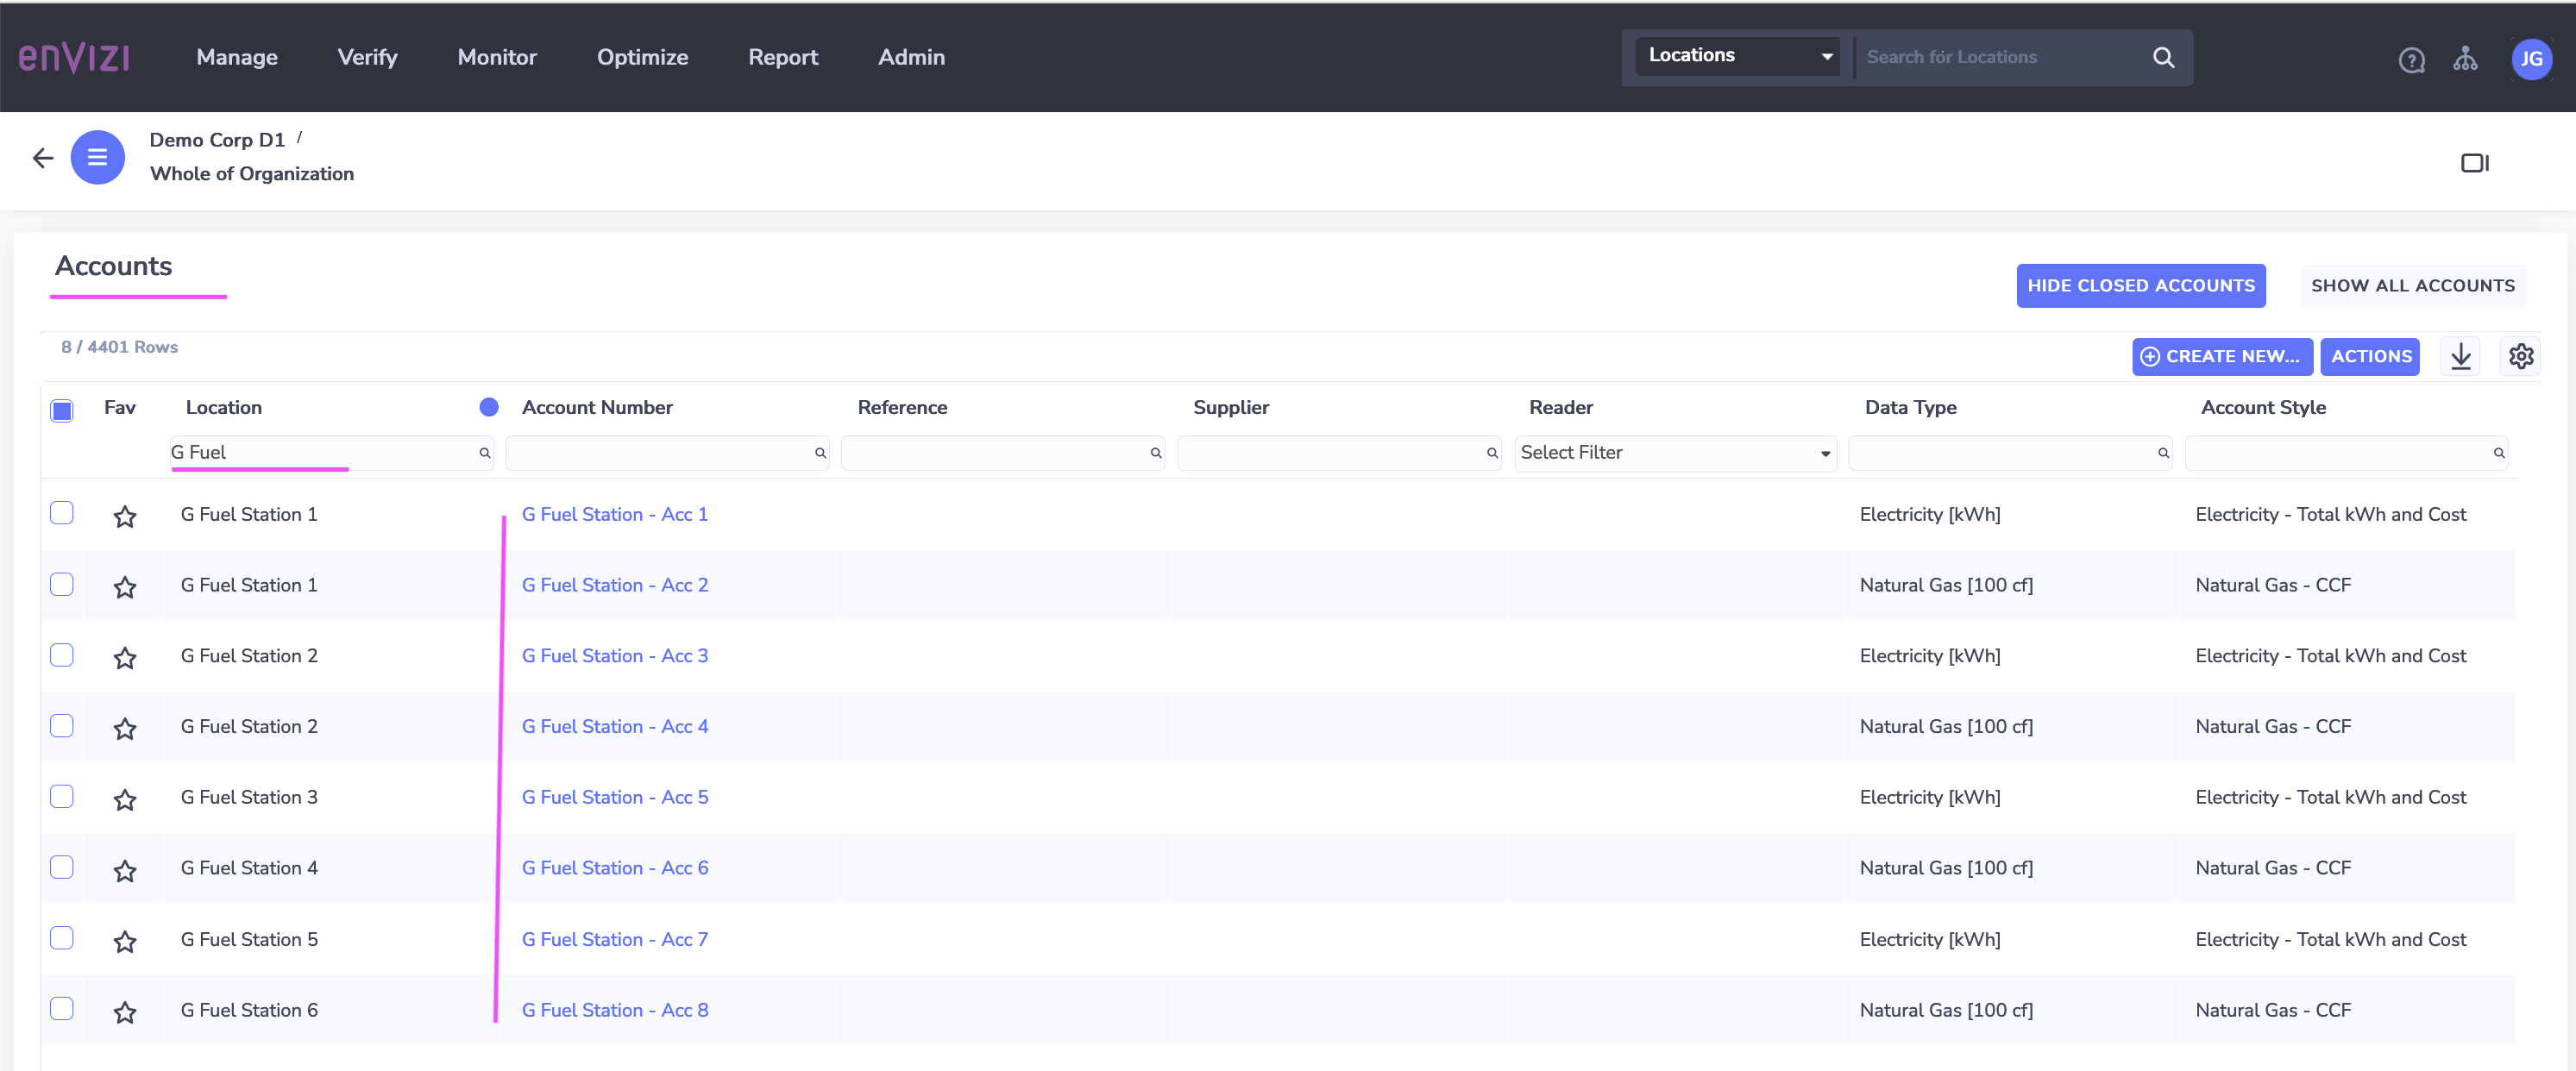 enVIZI Manage Verify Monitor Optimize Report Admin Locations Search for Locations JG
Demo Corp D1 /
Whole of Organization
Accounts
HIDE CLOSED ACCOUNTS SHOW ALL ACCOUNTS
8 / 4401 Rows
CREATE NEW... ACTIONS
Fav Location Account Number Reference Supplier Reader Data Type Account Style
G Fuel Select Filter
G Fuel Station 1 G Fuel Station - Acc 1 Electricity [kWh] Electricity - Total kWh and Cost
G Fuel Station 1 G Fuel Station - Acc 2 Natural Gas [100 cf] Natural Gas - CCF
G Fuel Station 2 G Fuel Station - Acc 3 Electricity [kWh] Electricity - Total kWh and Cost
G Fuel Station 2 G Fuel Station - Acc 4 Natural Gas [100 cf] Natural Gas - CCF
G Fuel Station 3 G Fuel Station - Acc 5 Electricity [kWh] Electricity - Total kWh and Cost
G Fuel Station 4 G Fuel Station - Acc 6 Natural Gas [100 cf] Natural Gas - CCF
G Fuel Station 5 G Fuel Station - Acc 7 Electricity [kWh] Electricity - Total kWh and Cost
G Fuel Station 6 G Fuel Station - Acc 8 Natural Gas [100 cf] Natural Gas - CCF